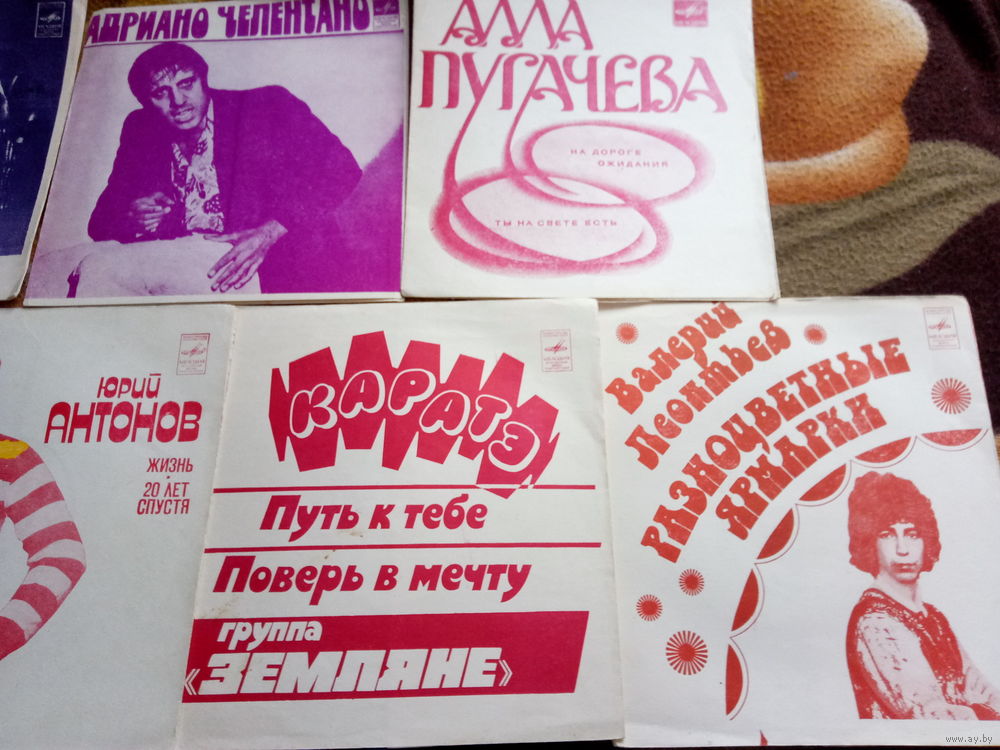 АДРИАНО ЧЕЛЕНТАНО
АЛЛА
ПУГАЧЕВА
НА ДОРОГЕ
ОЖИДАНИЯ
ТЫ НА СВЕТЕ ЕСТЬ
ЮРИЙ
АНТОНОВ
ЖИЗНЬ
20 ЛЕТ
СПУСТЯ
КАРАТЭ
Путь к тебе
Поверь в мечту
группа
«ЗЕМЛЯНЕ»
Валерий
Леонтьев
РАЗНОЦВЕТНЫЕ
ЯРМАРКИ
www.ay.by